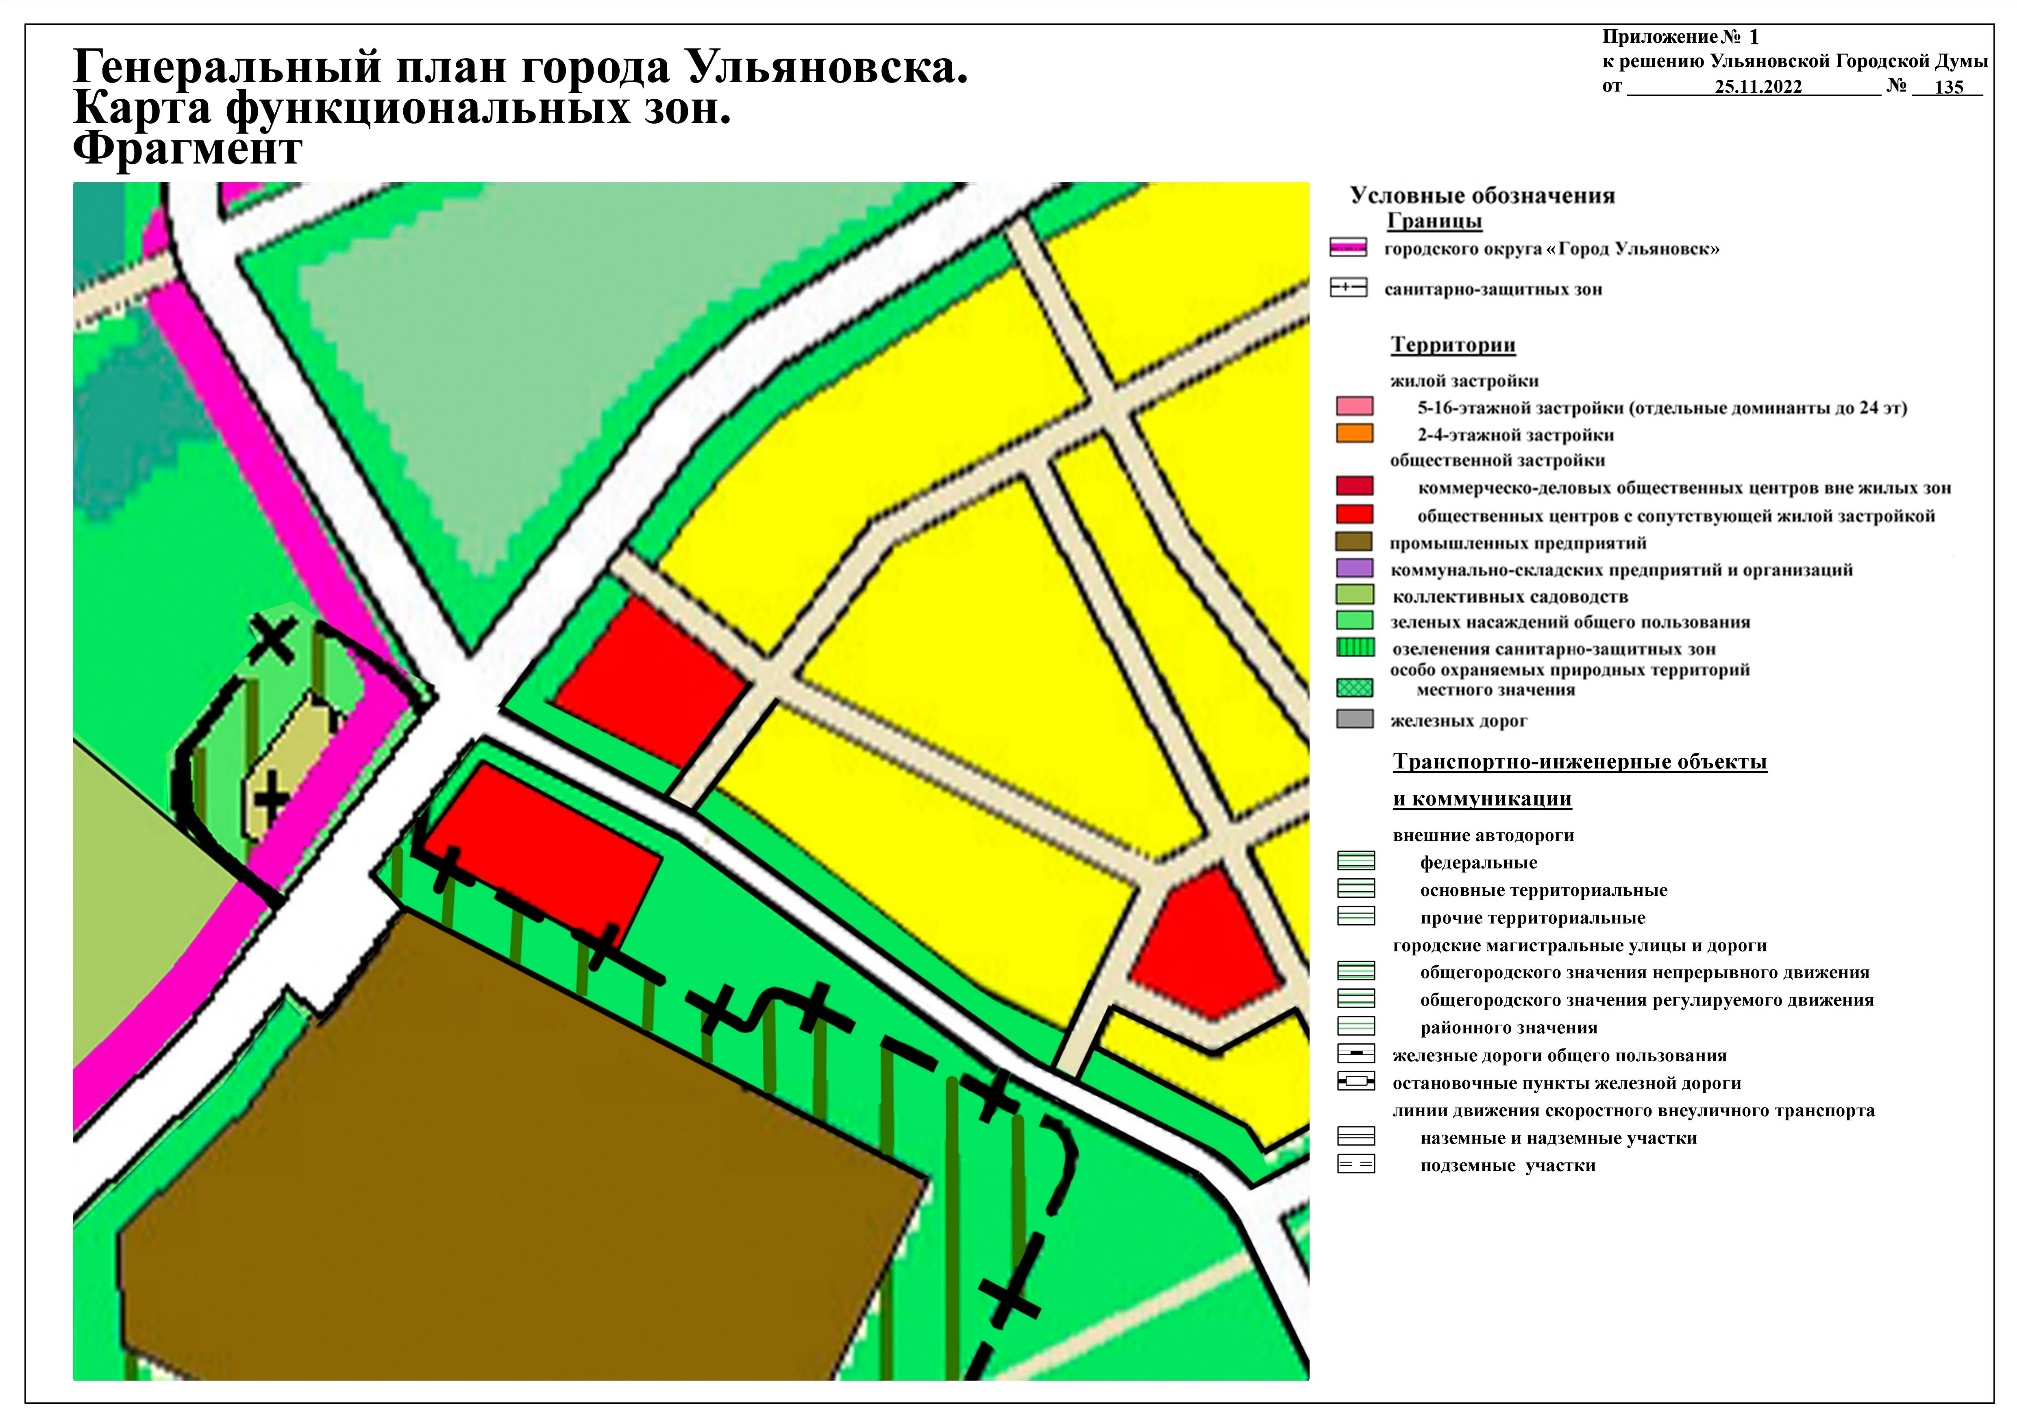 Генеральный план города Ульяновска.
Карта функциональных зон.
Фрагмент
Приложение № 1
к решению Ульяновской Городской Думы
от 25.11.2022 № 135
Условные обозначения
Границы
городского округа «Город Ульяновск»
санитарно-защитных зон
Территории
жилой застройки
5-16-этажной застройки (отдельные доминанты до 24 эт)
2-4-этажной застройки
общественной застройки
коммерческо-деловых общественных центров вне жилых зон
общественных центров с сопутствующей жилой застройкой
промышленных предприятий
коммунально-складских предприятий и организаций
коллективных садоводств
зеленых насаждений общего пользования
озеленения санитарно-защитных зон
особо охраняемых природных территорий
местного значения
железных дорог
Транспортно-инженерные объекты
и коммуникации
внешние автодороги
федеральные
основные территориальные
прочие территориальные
городские магистральные улицы и дороги
общегородского значения непрерывного движения
общегородского значения регулируемого движения
районного значения
железные дороги общего пользования
остановочные пункты железной дороги
линии движения скоростного внеуличного транспорта
наземные и надземные участки
подземные участки